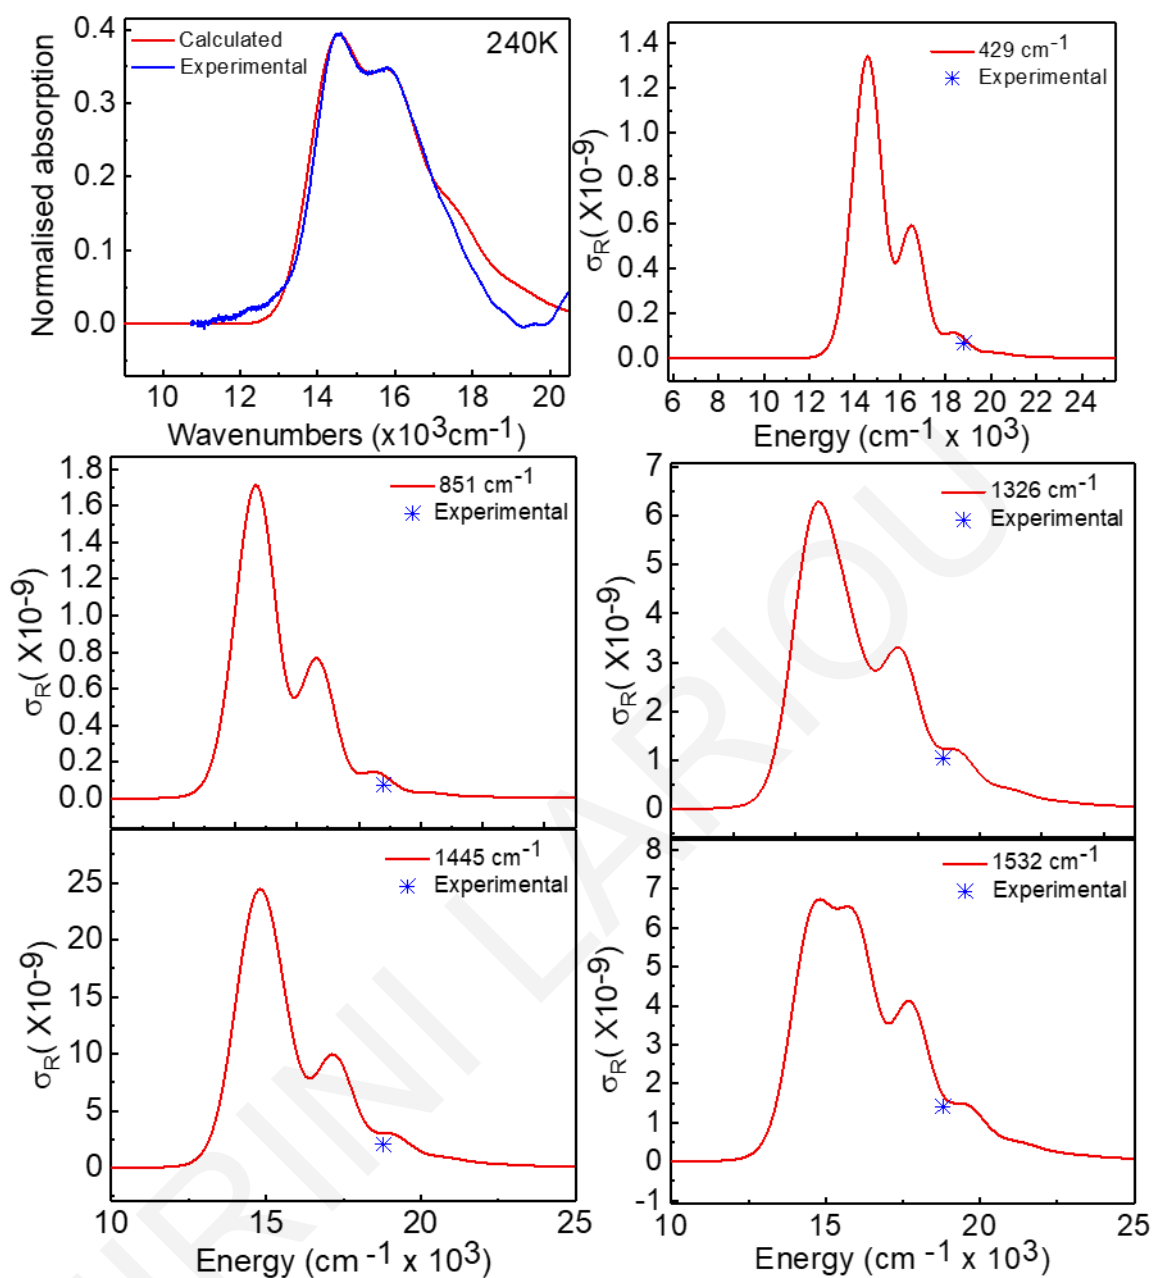 0.4
0.3
0.2
0.1
0.0
Normalised absorption
Calculated
Experimental
240K
10 12 14 16 18 20
Wavenumbers (x10³cm⁻¹)
1.4
1.2
1.0
0.8
0.6
0.4
0.2
0.0
σR( X10⁻⁹)
429 cm⁻¹
Experimental
6 8 10 12 14 16 18 20 22 24
Energy (cm⁻¹ x 10³)
1.8
1.6
1.4
1.2
1.0
0.8
0.6
0.4
0.2
0.0
σR( X10⁻⁹)
851 cm⁻¹
Experimental
7
6
5
4
3
2
1
0
σR( X10⁻⁹)
1326 cm⁻¹
Experimental
25
20
15
10
5
0
σR( X10⁻⁹)
1445 cm⁻¹
Experimental
10 15 20 25
Energy (cm⁻¹ x 10³)
8
7
6
5
4
3
2
1
0
-1
σR( X10⁻⁹)
1532 cm⁻¹
Experimental
10 15 20 25
Energy (cm⁻¹ x 10³)
IRINI LARIOU